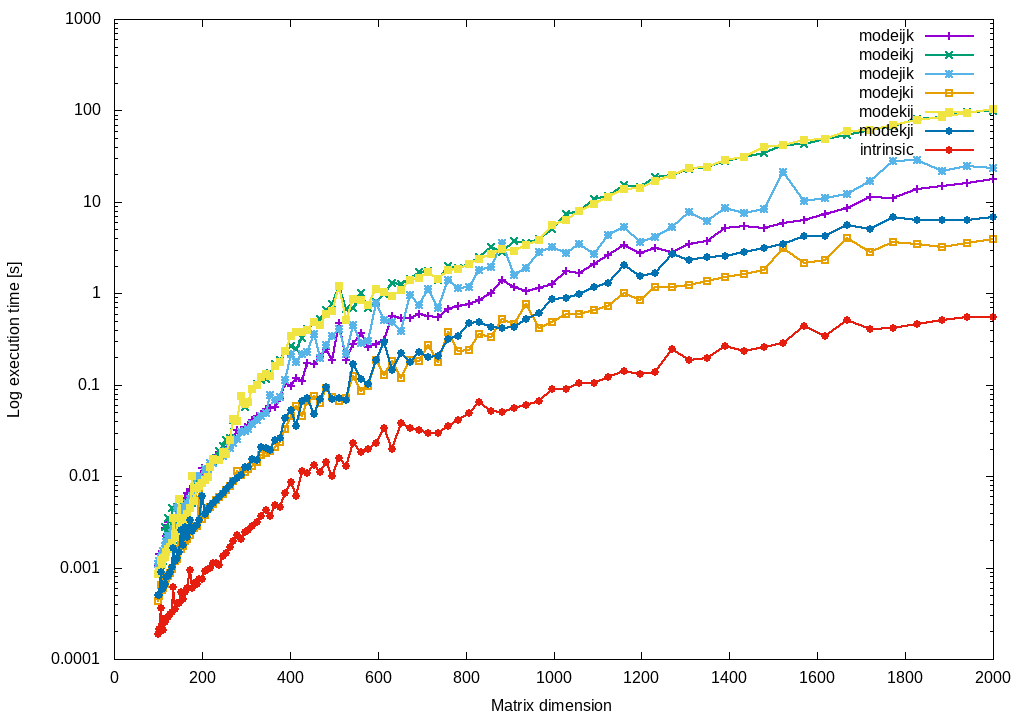 1000
100
10
1
0.1
0.01
0.001
0.0001
Log execution time [s]
modeijk
modeikj
modejik
modejki
modekij
modekji
intrinsic
0 200 400 600 800 1000 1200 1400 1600 1800 2000
Matrix dimension